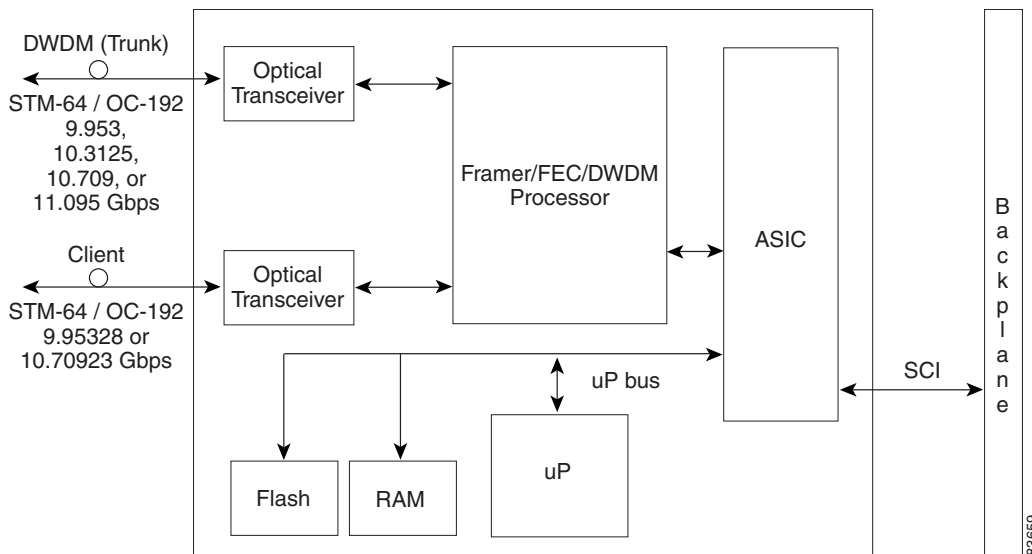 DWDM (Trunk)
STM-64 / OC-192
9.953,
10.3125,
10.709, or
11.095 Gbps
Optical
Transceiver
Framer/FEC/DWDM
Processor
ASIC
Client
STM-64 / OC-192
9.95328 or
10.70923 Gbps
Optical
Transceiver
uP bus
SCI
Backplane
Flash
RAM
uP